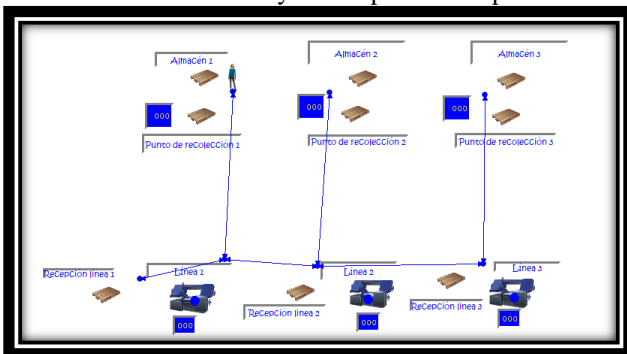 Almacén 1
Almacén 2
Almacén 3
000
000
000
Punto de recolección 1
Punto de recolección 2
Punto de recolección 3
Recepción línea 1
Línea 1
Línea 2
Línea 3
Recepción línea 2
Recepción línea 3
000
000
000